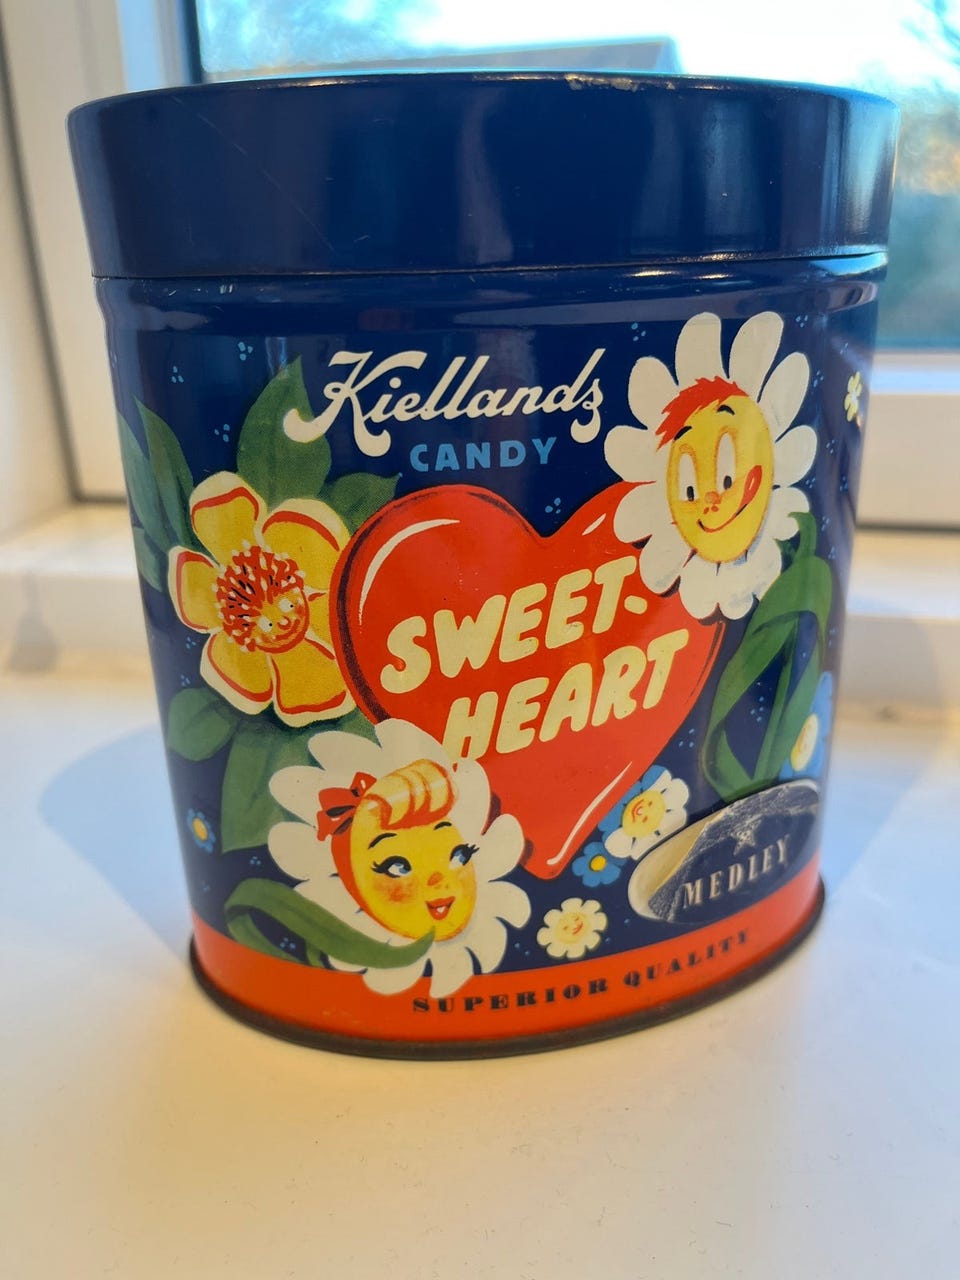 Kiellands
CANDY
SWEET-
HEART
MEDLEY
SUPERIOR QUALITY